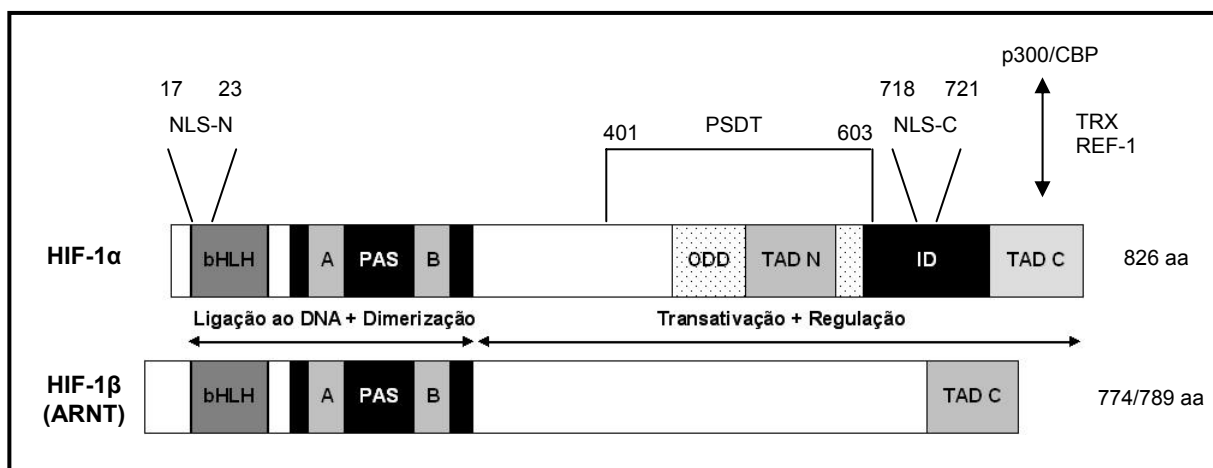 p300/CBP
17 23 718 721
NLS-N 401 PSDT 603 NLS-C TRX
REF-1
HIF-1α bHLH A PAS B ODD TAD N ID TAD C 826 aa
Ligação ao DNA + Dimerização Transativação + Regulação
HIF-1β
(ARNT) bHLH A PAS B TAD C 774/789 aa